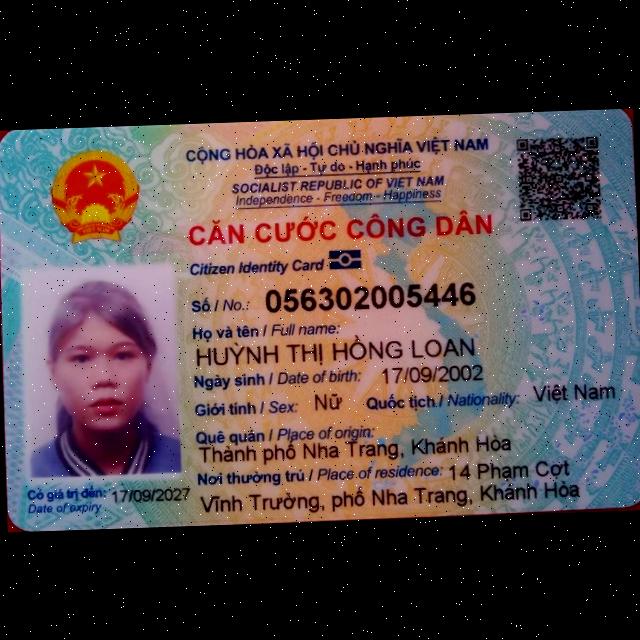 CỘNG HÒA XÃ HỘI CHỦ NGHĨA VIỆT NAM
Độc lập - Tự do - Hạnh phúc
SOCIALIST REPUBLIC OF VIET NAM
Independence - Freedom - Happiness
CĂN CƯỚC CÔNG DÂN
Citizen Identity Card
Số / No.: 056302005446
Họ và tên / Full name:
HUỲNH THỊ HỒNG LOAN
Ngày sinh / Date of birth: 17/09/2002
Giới tính / Sex: Nữ Quốc tịch / Nationality: Việt Nam
Quê quán / Place of origin:
Thành phố Nha Trang, Khánh Hòa
Nơi thường trú / Place of residence: 14 Phạm Cợt
Vĩnh Trường, phố Nha Trang, Khánh Hòa
Có giá trị đến: 17/09/2027
Date of expiry